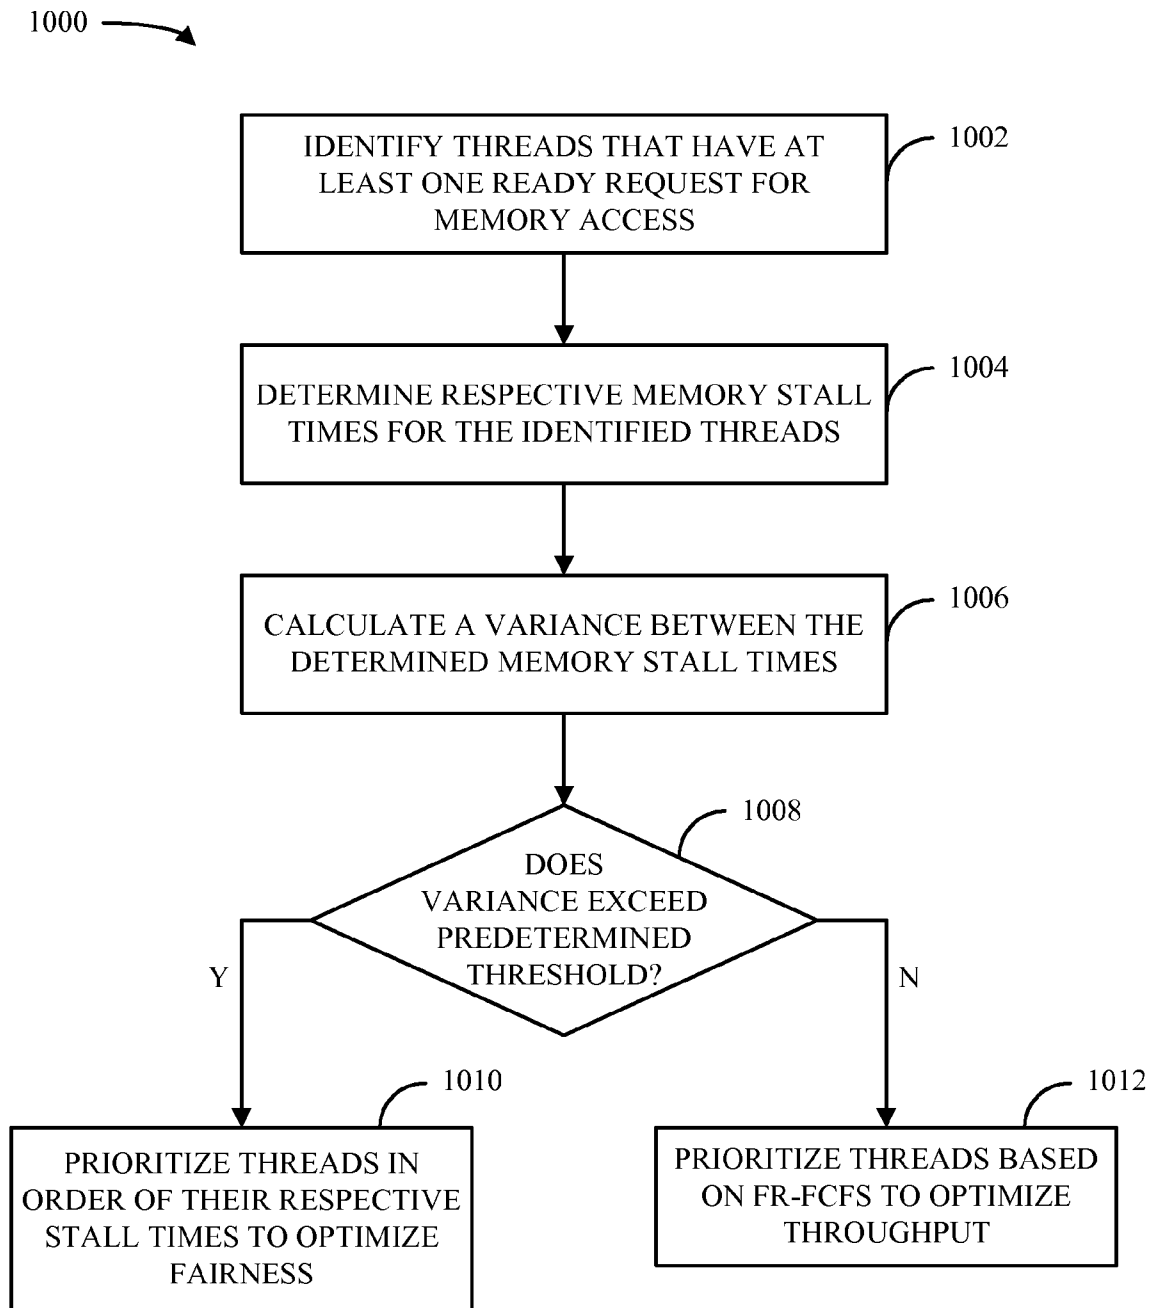 1000
IDENTIFY THREADS THAT HAVE AT
LEAST ONE READY REQUEST FOR
MEMORY ACCESS
1002
DETERMINE RESPECTIVE MEMORY STALL
TIMES FOR THE IDENTIFIED THREADS
1004
CALCULATE A VARIANCE BETWEEN THE
DETERMINED MEMORY STALL TIMES
1006
DOES
VARIANCE EXCEED
PREDETERMINED
THRESHOLD?
1008
Y
N
PRIORITIZE THREADS IN
ORDER OF THEIR RESPECTIVE
STALL TIMES TO OPTIMIZE
FAIRNESS
1010
PRIORITIZE THREADS BASED
ON FR-FCFS TO OPTIMIZE
THROUGHPUT
1012